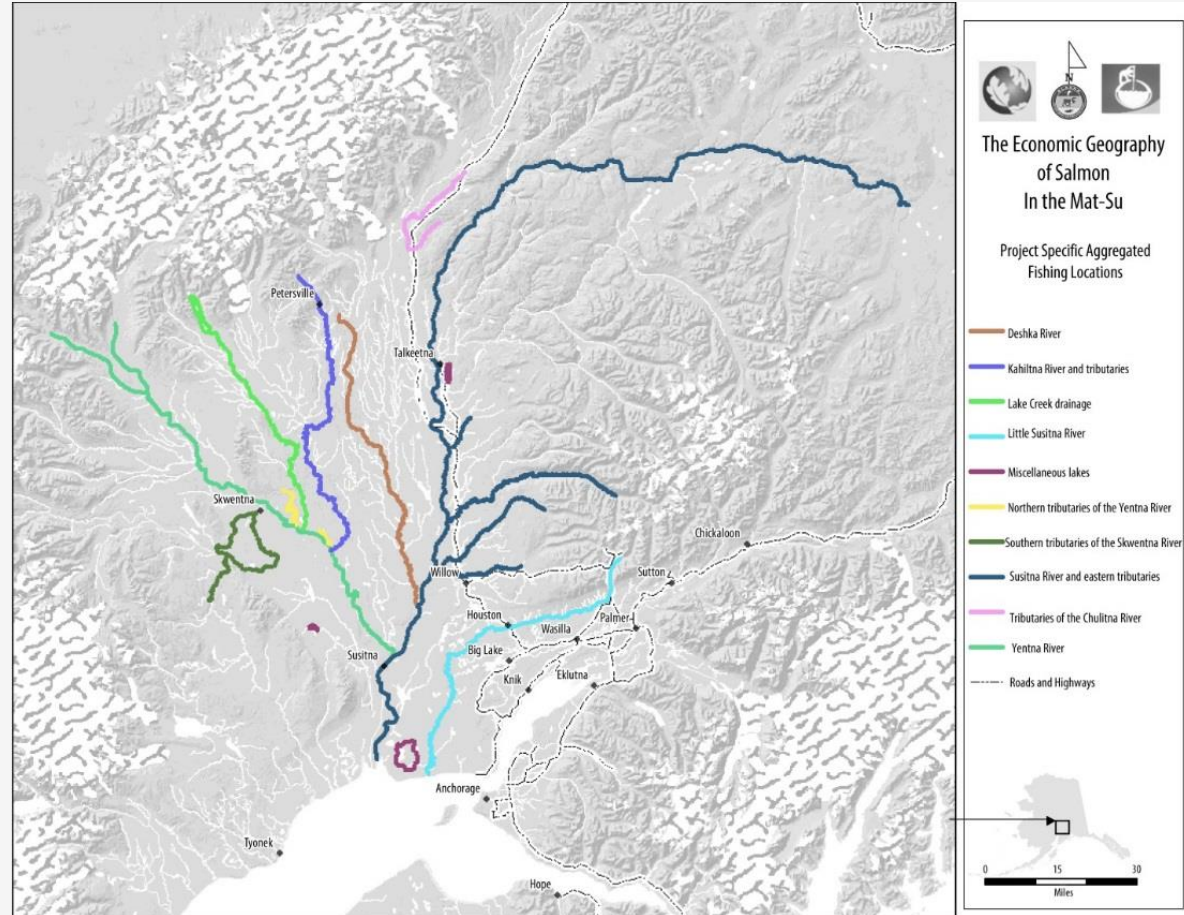 Petersville
Talkeetna
Skwentna
Chickaloon
Willow
Sutton
Houston
Palmer
Wasilla
Big Lake
Susitna
Knik
Eklutna
Anchorage
Tyonek
Hope
N
The Economic Geography
of Salmon
In the Mat-Su
Project Specific Aggregated
Fishing Locations
Deshka River
Kahiltna River and tributaries
Lake Creek drainage
Little Susitna River
Miscellaneous lakes
Northern tributaries of the Yentna River
Southern tributaries of the Skwentna River
Susitna River and eastern tributaries
Tributaries of the Chulitna River
Yentna River
Roads and Highways
0 15 30
Miles